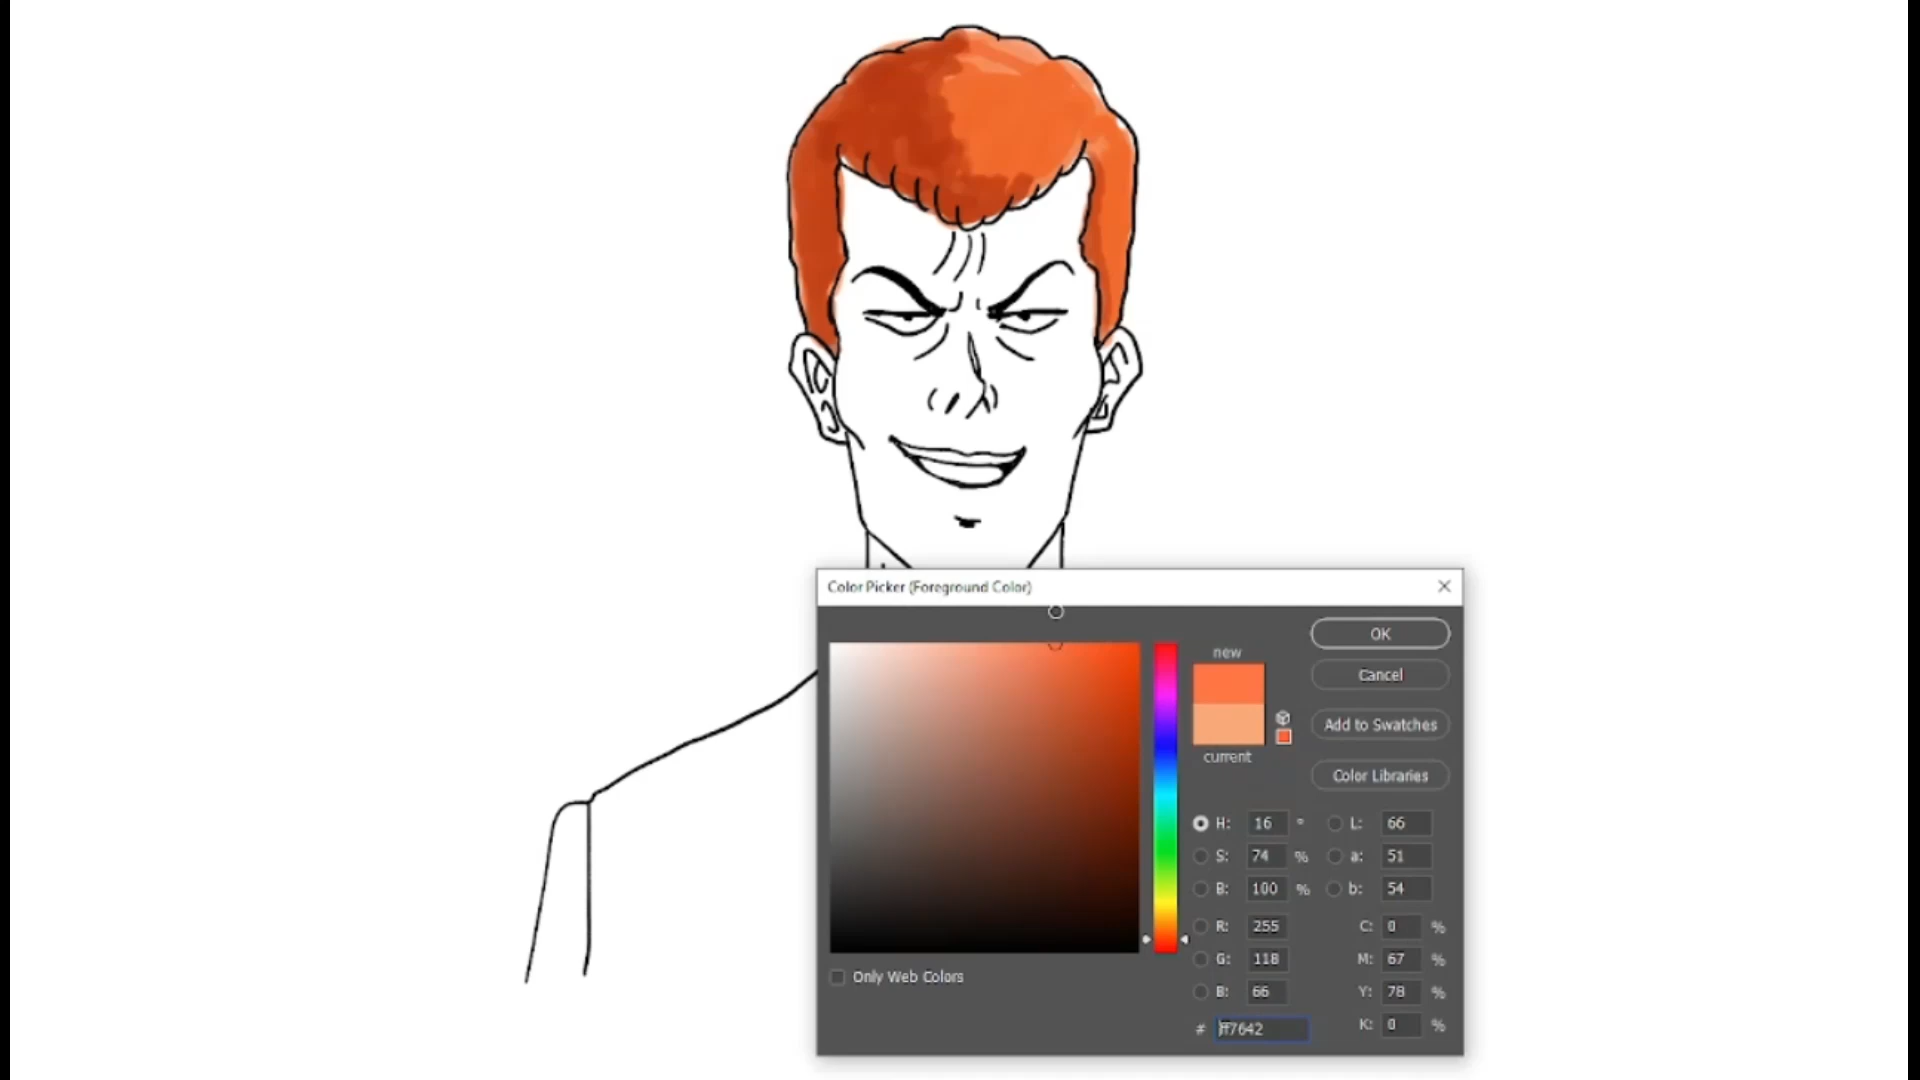 Color Picker (Foreground Color)
OK
new
Cancel
Add to Swatches
current
Color Libraries
H: 16 ° L: 66
S: 74 % a: 51
B: 100 % b: 54
R: 255 C: 0 %
G: 118 M: 67 %
Only Web Colors
B: 66 Y: 78 %
# ff7642 K: 0 %